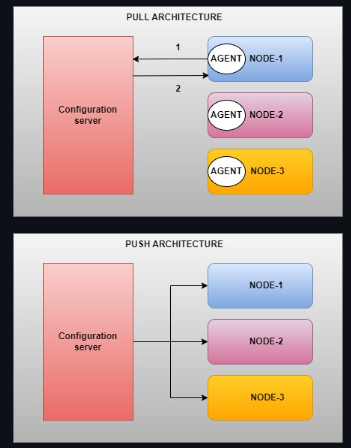 PULL ARCHITECTURE
1
AGENT NODE-1
2
Configuration
server
AGENT NODE-2
AGENT NODE-3
PUSH ARCHITECTURE
NODE-1
Configuration
server
NODE-2
NODE-3